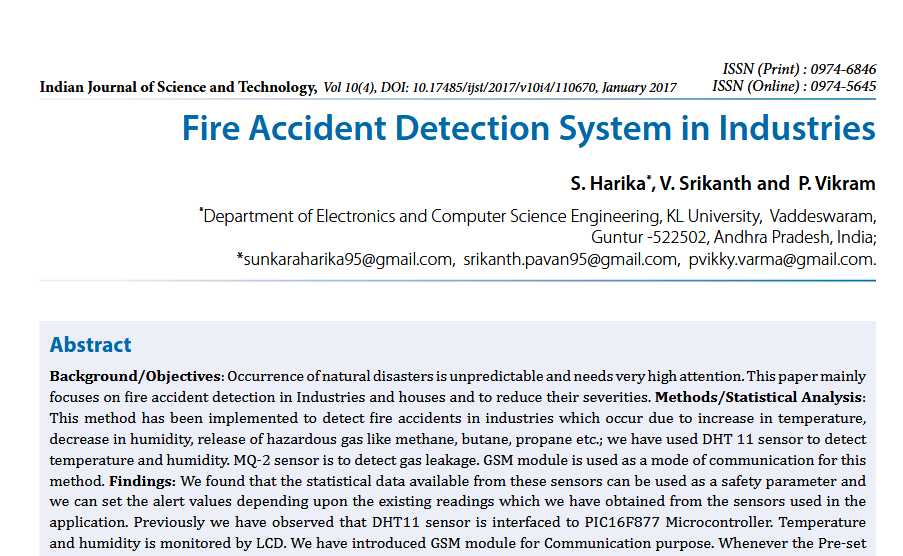 ISSN (Print) : 0974-6846
Indian Journal of Science and Technology, Vol 10(4), DOI: 10.17485/ijst/2017/v10i4/110670, January 2017
ISSN (Online) : 0974-5645
Fire Accident Detection System in Industries
S. Harika*, V. Srikanth and P. Vikram
*Department of Electronics and Computer Science Engineering, KL University, Vaddeswaram,
Guntur -522502, Andhra Pradesh, India;
*sunkaraharika95@gmail.com, srikanth.pavan95@gmail.com, pvikky.varma@gmail.com.
Abstract
Background/Objectives: Occurrence of natural disasters is unpredictable and needs very high attention. This paper mainly
focuses on fire accident detection in Industries and houses and to reduce their severities. Methods/Statistical Analysis:
This method has been implemented to detect fire accidents in industries which occur due to increase in temperature,
decrease in humidity, release of hazardous gas like methane, butane, propane etc.; we have used DHT 11 sensor to detect
temperature and humidity. MQ-2 sensor is to detect gas leakage. GSM module is used as a mode of communication for this
method. Findings: We found that the statistical data available from these sensors can be used as a safety parameter and
we can set the alert values depending upon the existing readings which we have obtained from the sensors used in the
application. Previously we have observed that DHT11 sensor is interfaced to PIC16F877 Microcontroller. Temperature
and humidity is monitored by LCD. We have introduced GSM module for Communication purpose. Whenever the Pre-set